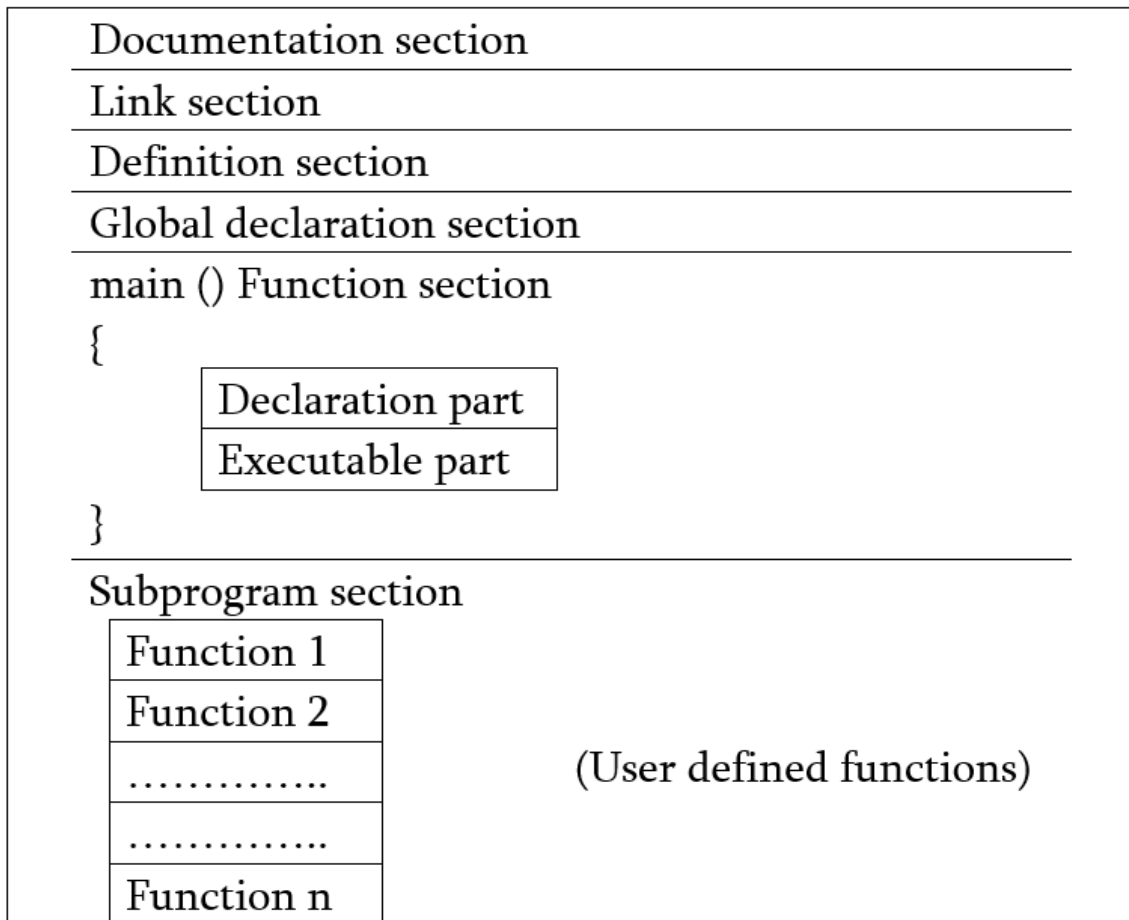 Documentation section
Link section
Definition section
Global declaration section
main () Function section
{
Declaration part
Executable part
}
Subprogram section
Function 1
Function 2
…………..
(User defined functions)
…………..
Function n